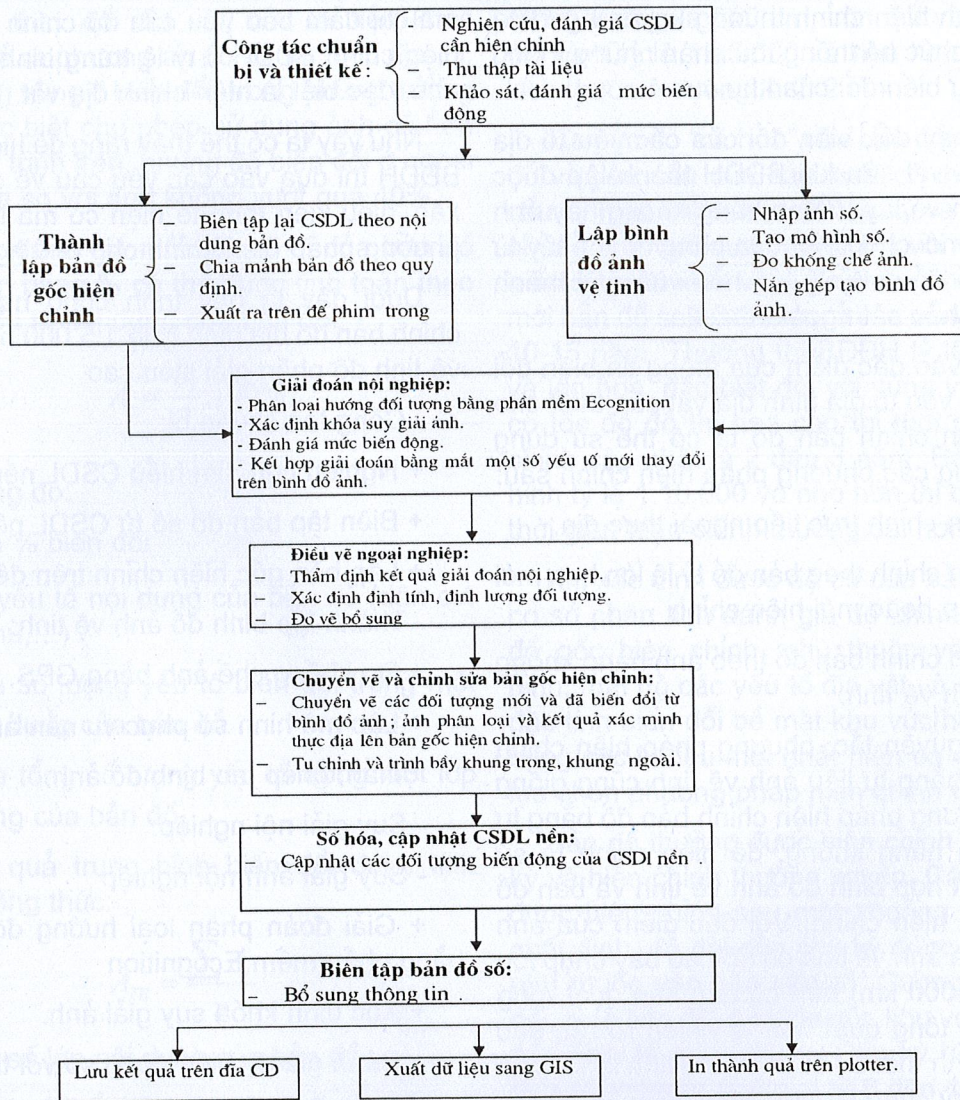 Công tác chuẩn
bị và thiết kế:
– Nghiên cứu, đánh giá CSDL
cần hiện chỉnh
– Thu thập tài liệu
– Khảo sát, đánh giá mức biến
động
Thành
lập bản đồ
gốc hiện
chỉnh
– Biên tập lại CSDL theo nôi
dung bản đồ.
– Chia mảnh bản đồ theo quy
định.
– Xuất ra trên đế phim trong
Lập bình
đồ ảnh
vệ tinh
– Nhập ảnh số.
– Tạo mô hình số.
– Đo khống chế ảnh.
– Nắn ghép tạo bình đồ
ảnh.
Giải đoán nội nghiệp:
- Phân loại hướng đối tượng bằng phần mềm Ecognition
- Xác định khóa suy giải ảnh.
- Đánh giá mức biến động.
- Kết hợp giải đoán bằng mắt một số yếu tố mới thay đổi
trên bình đồ ảnh.
Điều vẽ ngoại nghiệp:
– Thẩm định kết quả giải đoán nội nghiệp.
– Xác định định tính, định lượng đối tượng.
– Đo vẽ bổ sung
Chuyển vẽ và chỉnh sửa bản gốc hiện chỉnh:
– Chuyển vẽ các đối tượng mới và đã biến đổi từ
bình đồ ảnh; ảnh phân loại và kết quả xác minh
thực địa lên bản gốc hiện chỉnh.
– Tu chỉnh và trình bầy khung trong, khung ngoài.
Số hóa, cập nhật CSDL nền:
– Cập nhật các đối tượng biến động của CSDl nền
Biên tập bản đồ số:
– Bổ sung thông tin .
Lưu kết quả trên đĩa CD
Xuất dữ liệu sang GIS
In thành quả trên plotter.